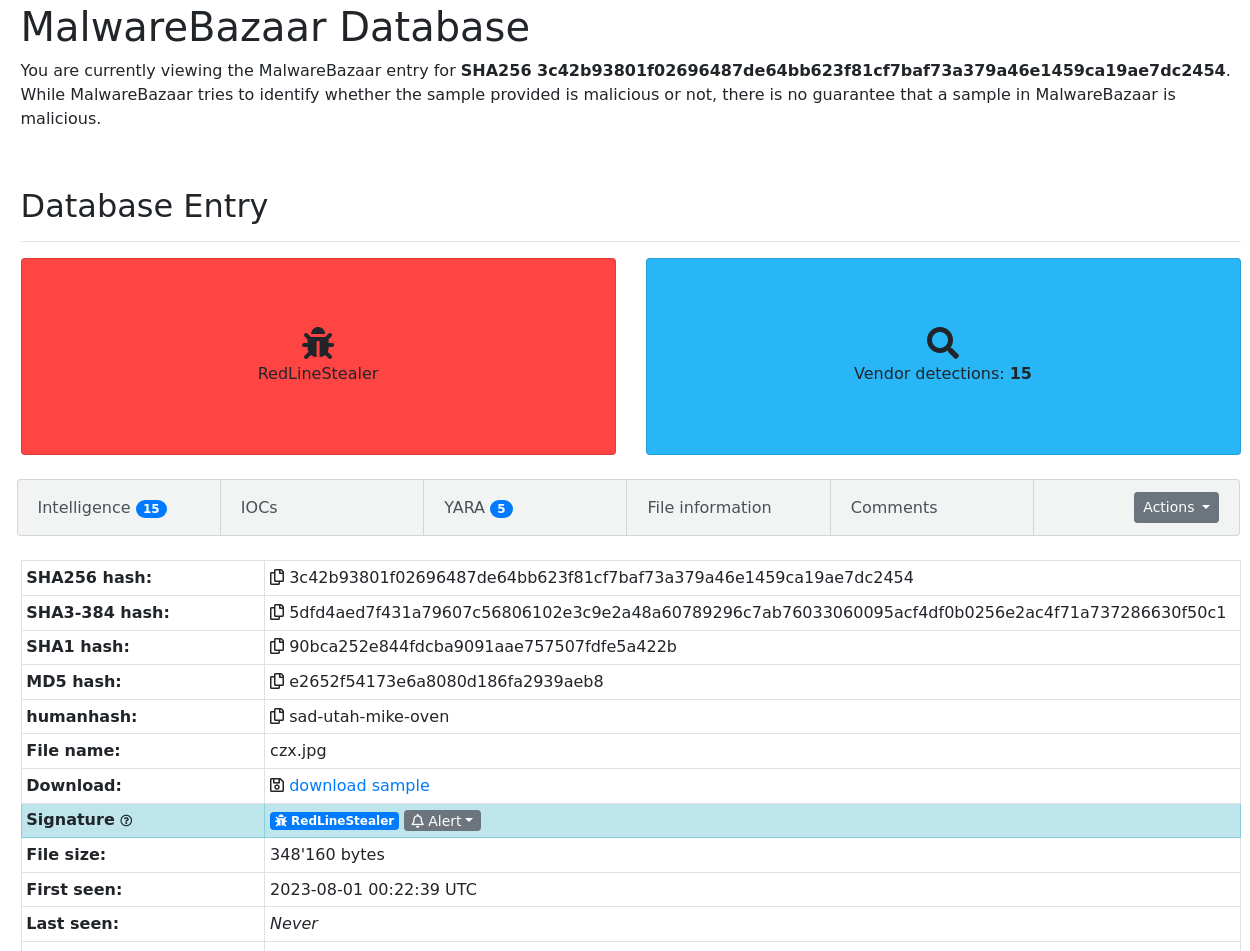 MalwareBazaar Database
You are currently viewing the MalwareBazaar entry for SHA256 3c42b93801f02696487de64bb623f81cf7baf73a379a46e1459ca19ae7dc2454.
While MalwareBazaar tries to identify whether the sample provided is malicious or not, there is no guarantee that a sample in MalwareBazaar is
malicious.
Database Entry
RedLineStealer
Vendor detections: 15
Intelligence 15 IOCs YARA 5 File information Comments Actions
SHA256 hash: 3c42b93801f02696487de64bb623f81cf7baf73a379a46e1459ca19ae7dc2454
SHA3-384 hash: 5dfd4aed7f431a79607c56806102e3c9e2a48a60789296c7ab76033060095acf4df0b0256e2ac4f71a737286630f50c1
SHA1 hash: 90bca252e844fdcba9091aae757507fdfe5a422b
MD5 hash: e2652f54173e6a8080d186fa2939aeb8
humanhash: sad-utah-mike-oven
File name: czx.jpg
Download: download sample
Signature RedLineStealer Alert
File size: 348'160 bytes
First seen: 2023-08-01 00:22:39 UTC
Last seen: Never